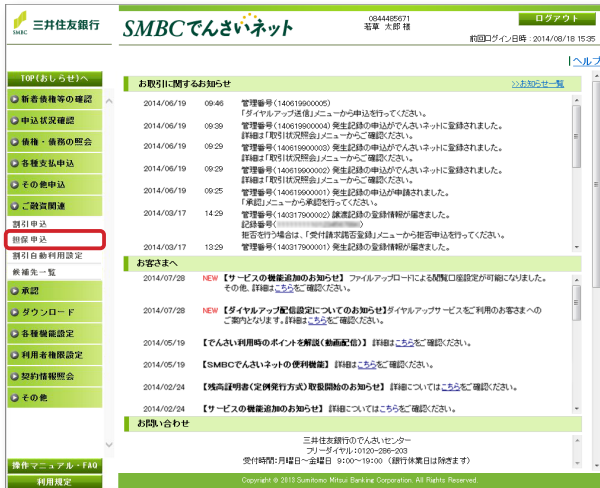 三井住友銀行
SMBC
SMBCでんさいネット
0844485671
若草 太郎 様
ログアウト
前回ログイン日時 : 2014/08/18 15:35
ヘルプ
TOP(おしらせ)へ
新着債権等の確認
申込状況確認
債権・債務の照会
各種支払申込
その他申込
ご融資関連
割引申込
担保申込
割引自動利用設定
候補先一覧
承認
ダウンロード
各種機能設定
利用者権限設定
契約情報照会
その他
操作マニュアル・FAQ
利用規定
お取引に関するお知らせ
>>お知らせ一覧
2014/06/19 09:46 管理番号(140619900005)
「ダイヤルアップ送信」メニューから申込を行ってください。
2014/06/19 09:39 管理番号(140619900004) 発生記録の申込がでんさいネットに登録されました。
詳細は「取引状況照会」メニューからご確認ください。
2014/06/19 09:29 管理番号(140619900003) 発生記録の申込がでんさいネットに登録されました。
詳細は「取引状況照会」メニューからご確認ください。
2014/06/19 09:29 管理番号(140619900002) 発生記録の申込がでんさいネットに登録されました。
詳細は「取引状況照会」メニューからご確認ください。
2014/06/19 09:25 管理番号(140619900001) 発生記録の申込が申請されました。
「承認」メニューから承認を行ってください。
2014/03/17 14:29 管理番号(140317900002) 譲渡記録の登録情報が届きました。
記録番号(
拒否を行う場合は、「受付請求諾否登録」メニューから拒否申込を行ってください。
2014/03/17 13:29 管理番号(140317900001) 発生記録の登録情報が届きました。
お客さまへ
2014/07/28 NEW 【サービスの機能追加のお知らせ】 ファイルアップロードによる閲覧口座設定が可能になりました。
その他、詳細はこちらをご確認ください。
2014/07/28 NEW 【ダイヤルアップ配信設定についてのお知らせ】ダイヤルアップサービスをご利用のお客さまへの
ご案内となります。詳細はこちらをご確認ください。
2014/05/19 【でんさい利用時のポイントを解説(動画配信)】 詳細はこちらをご確認ください。
2014/05/19 【SMBCでんさいネットの便利機能】 詳細はこちらをご確認ください。
2014/02/24 【残高証明書(定例発行方式)取扱開始のお知らせ】 詳細についてはこちらをご確認ください。
2014/02/24 【サービスの機能追加のお知らせ】 詳細についてはこちらをご確認ください。
お問い合わせ
三井住友銀行のでんさいセンター
フリーダイヤル:0120-286-203
受付時間:月曜日～金曜日 9:00～19:00 (銀行休業日は除きます)
Copyright © 2013 Sumitomo Mitsui Banking Corporation. All Rights Reserved.